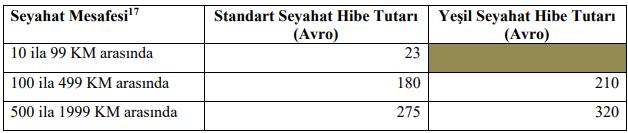 Seyahat Mesafesi17 Standart Seyahat Hibe Tutarı (Avro) Yeşil Seyahat Hibe Tutarı (Avro)
10 ila 99 KM arasında 23
100 ila 499 KM arasında 180 210
500 ila 1999 KM arasında 275 320